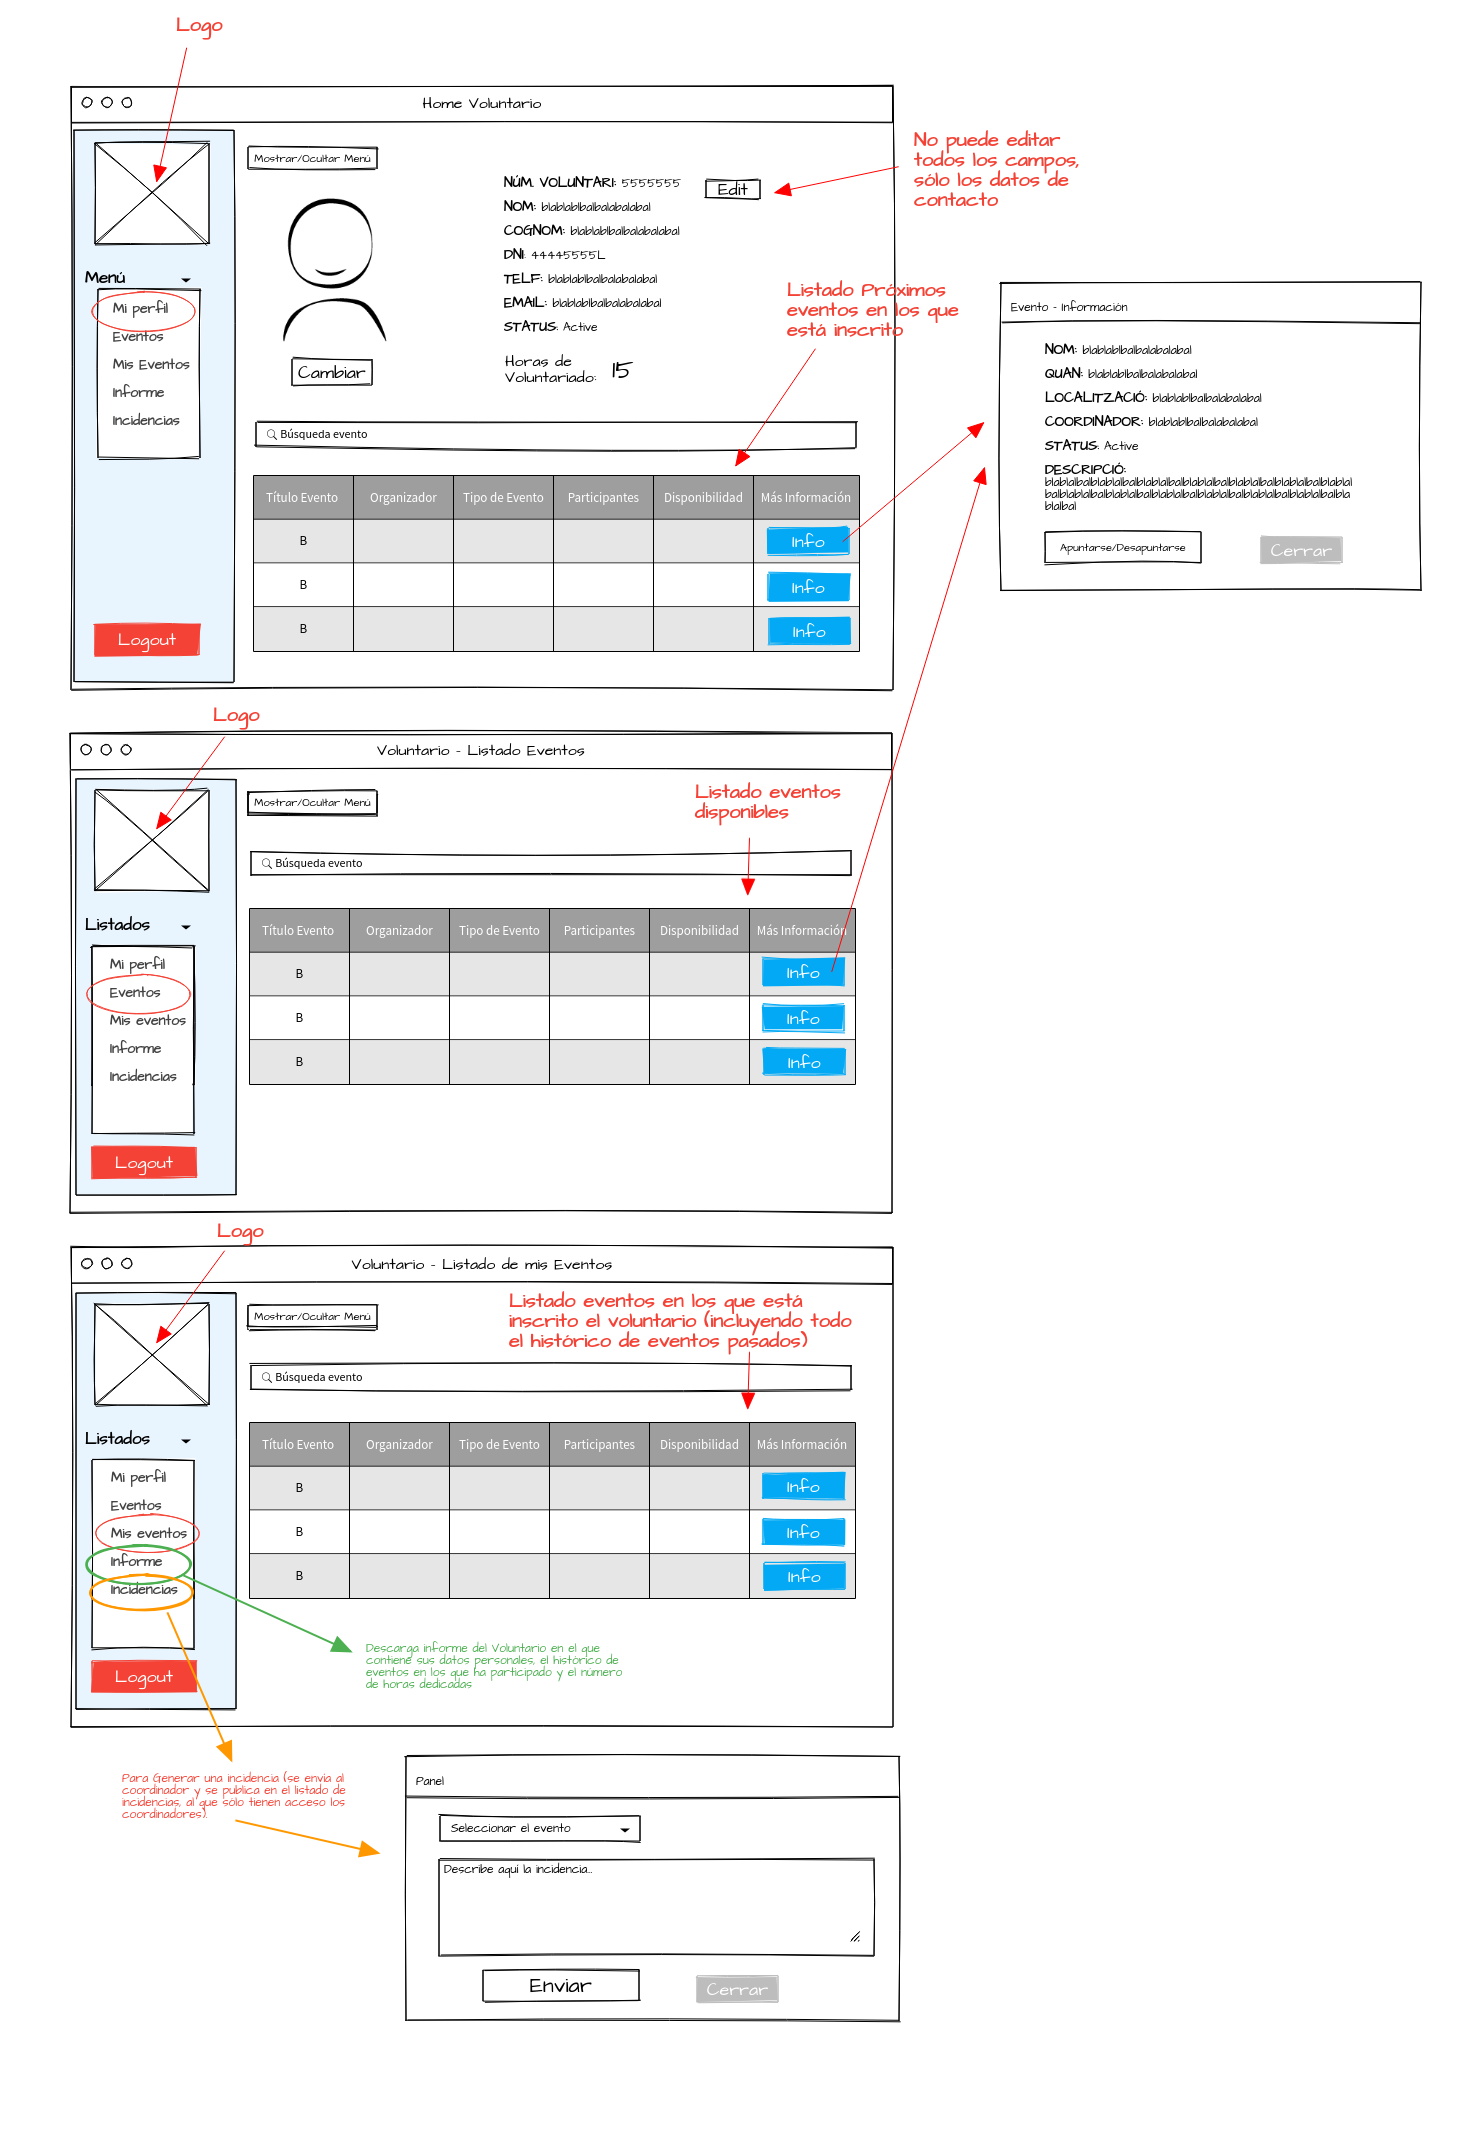 Logo
Home Voluntario
Mostrar/Ocultar Menú
Menú
Mi perfil
Eventos
Mis Eventos
Informe
Incidencias
Logout
Cambiar
NÚM. VOLUNTARI: 5555555
NOM: blablablbalbalabalabal
COGNOM: blablablbalbalabalabal
DNI: 44445555L
TELF: blablablbalbalabalabal
EMAIL: blablablbalbalabalabal
STATUS: Active
Horas de
Voluntariado:
15
Edit
No puede editar
todos los campos,
sólo los datos de
contacto
Listado Próximos
eventos en los que
está inscrito
Búsqueda evento
Título Evento Organizador Tipo de Evento Participantes Disponibilidad Más Información
B Info
B Info
B Info
Evento - Información
NOM: blablablbalbalabalabal
QUAN: blablablbalbalabalabal
LOCALITZACIÓ: blablablbalbalabalabal
COORDINADOR: blablablbalbalabalabal
STATUS: Active
DESCRIPCIÓ:
Apuntarse/Desapuntarse
Cerrar
Logo
Voluntario - Listado Eventos
Mostrar/Ocultar Menú
Listado eventos
disponibles
Listados
Mi perfil
Eventos
Mis eventos
Informe
Incidencias
Logout
Búsqueda evento
Título Evento Organizador Tipo de Evento Participantes Disponibilidad Más Información
B Info
B Info
B Info
Logo
Voluntario - Listado de mis Eventos
Mostrar/Ocultar Menú
Listado eventos en los que está
inscrito el voluntario (incluyendo todo
el histórico de eventos pasados)
Listados
Mi perfil
Eventos
Mis eventos
Informe
Incidencias
Logout
Búsqueda evento
Título Evento Organizador Tipo de Evento Participantes Disponibilidad Más Información
B Info
B Info
B Info
Descarga informe del Voluntario en el que
contiene sus datos personales, el histórico de
eventos en los que ha participado y el número
de horas dedicadas
Para Generar una incidencia (se envia al
coordinador y se publica en el listado de
incidencias, al que sólo tienen acceso los
coordinadores).
Panel
Seleccionar el evento
Describe aquí la incidencia...
Enviar
Cerrar